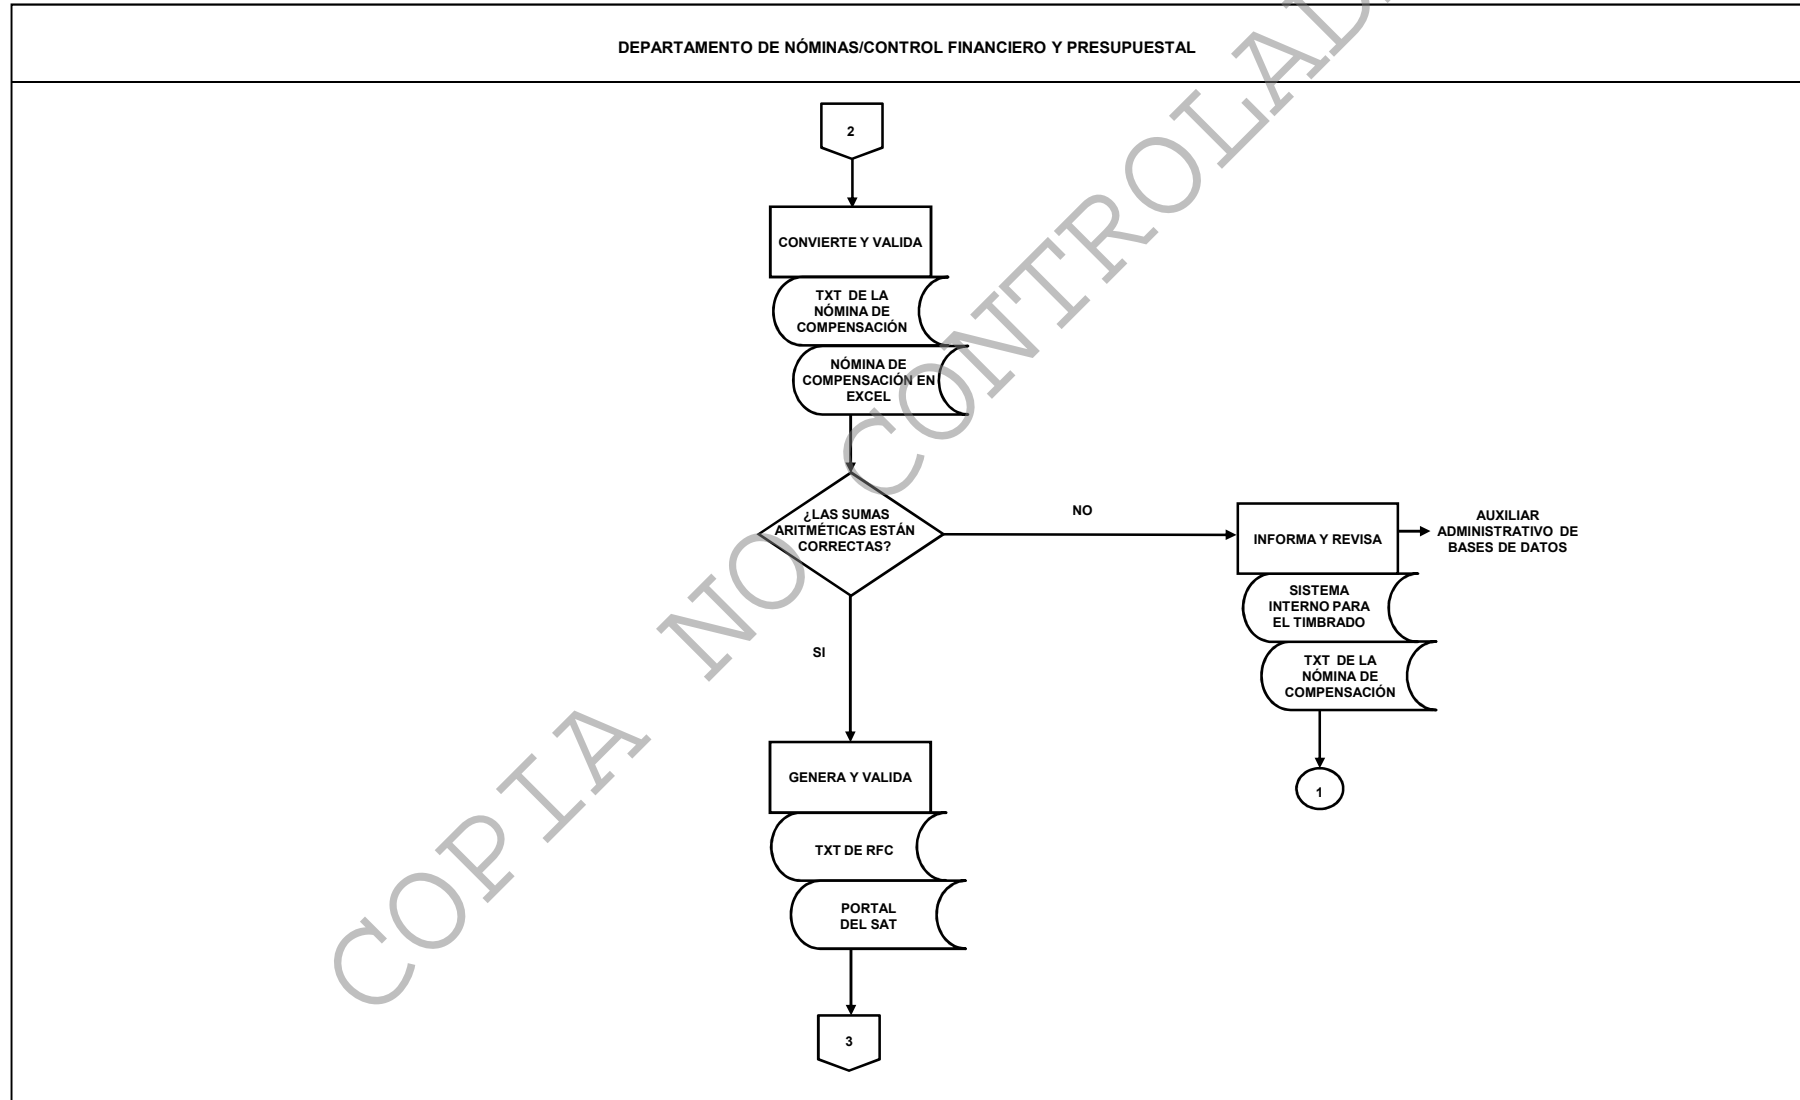 DEPARTAMENTO DE NÓMINAS/CONTROL FINANCIERO Y PRESUPUESTAL
2
CONVIERTE Y VALIDA
TXT DE LA
NÓMINA DE
COMPENSACIÓN
NÓMINA DE
COMPENSACIÓN EN
EXCEL
¿LAS SUMAS
ARITMÉTICAS ESTÁN
CORRECTAS?
NO
INFORMA Y REVISA
AUXILIAR
ADMINISTRATIVO DE
BASES DE DATOS
SISTEMA
INTERNO PARA
EL TIMBRADO
TXT DE LA
NÓMINA DE
COMPENSACIÓN
1
SI
GENERA Y VALIDA
TXT DE RFC
PORTAL
DEL SAT
3
COPIA NO CONTROLAD